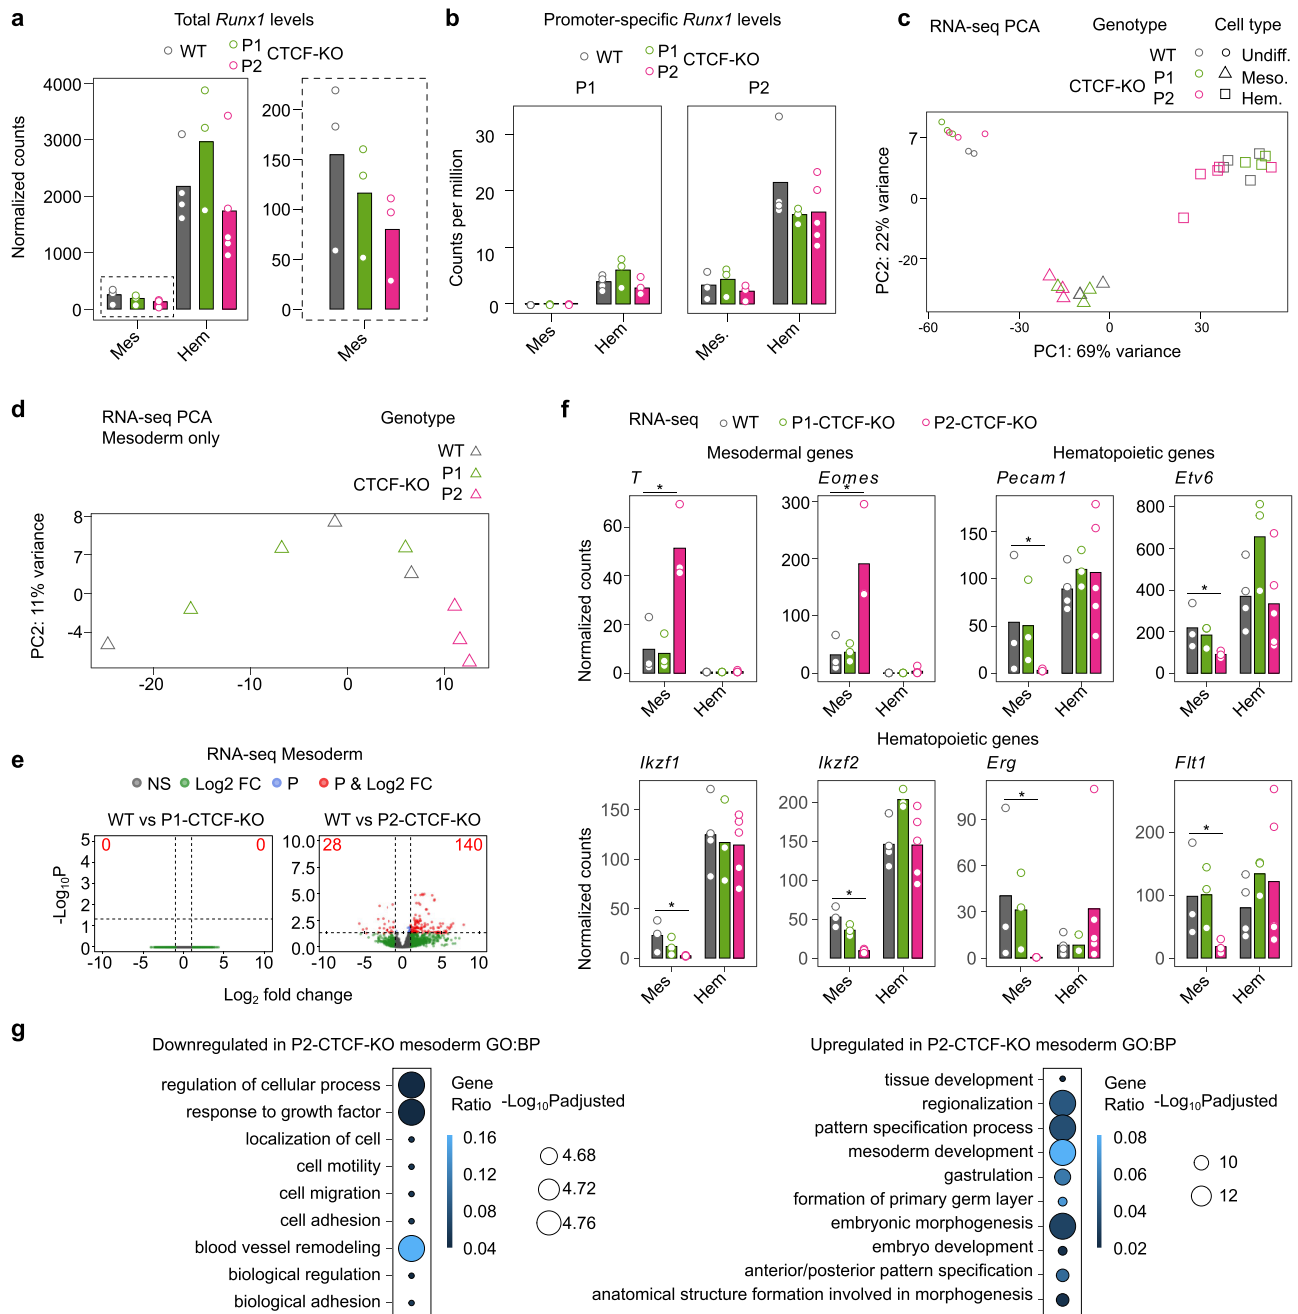 a
Total Runx1 levels
WT
P1
P2
CTCF-KO
Normalized counts
4000
3000
2000
1000
0
Mes
Hem
200
150
100
50
0
Mes
b
Promoter-specific Runx1 levels
WT
P1
P2
CTCF-KO
P1
P2
Counts per million
30
20
10
0
Mes
Hem
Mes.
Hem
c
RNA-seq PCA
Genotype
Cell type
WT
Undiff.
CTCF-KO
P1
Meso.
P2
Hem.
PC2: 22% variance
7
0
-20
-60
-30
0
30
PC1: 69% variance
d
RNA-seq PCA
Mesoderm only
Genotype
WT
CTCF-KO
P1
P2
PC2: 11% variance
8
7
0
-4
-20
-10
0
10
e
RNA-seq Mesoderm
NS
Log2 FC
P
P & Log2 FC
WT vs P1-CTCF-KO
WT vs P2-CTCF-KO
-Log10P
5
4
3
2
1
0
0
0
-10
-5
0
5
10
10.0
7.5
5.0
2.5
0.0
28
140
-10
-5
0
5
10
Log2 fold change
f
RNA-seq
WT
P1-CTCF-KO
P2-CTCF-KO
Mesodermal genes
Hematopoietic genes
Normalized counts
T
*
60
40
20
0
Mes
Hem
Eomes
*
300
200
100
0
Mes
Hem
Pecam1
*
150
100
50
0
Mes
Hem
Etv6
*
800
600
400
200
0
Mes
Hem
Hematopoietic genes
Normalized counts
Ikzf1
*
150
100
50
0
Mes
Hem
Ikzf2
*
200
150
100
50
0
Mes
Hem
Erg
*
90
60
30
0
Mes
Hem
Flt1
*
200
100
0
Mes
Hem
g
Downregulated in P2-CTCF-KO mesoderm GO:BP
regulation of cellular process
response to growth factor
localization of cell
cell motility
cell migration
cell adhesion
blood vessel remodeling
biological regulation
biological adhesion
Gene
Ratio
0.16
0.12
0.08
0.04
-Log10Padjusted
4.68
4.72
4.76
Upregulated in P2-CTCF-KO mesoderm GO:BP
tissue development
regionalization
pattern specification process
mesoderm development
gastrulation
formation of primary germ layer
embryonic morphogenesis
embryo development
anterior/posterior pattern specification
anatomical structure formation involved in morphogenesis
Gene
Ratio
0.08
0.06
0.04
0.02
-Log10Padjusted
10
12